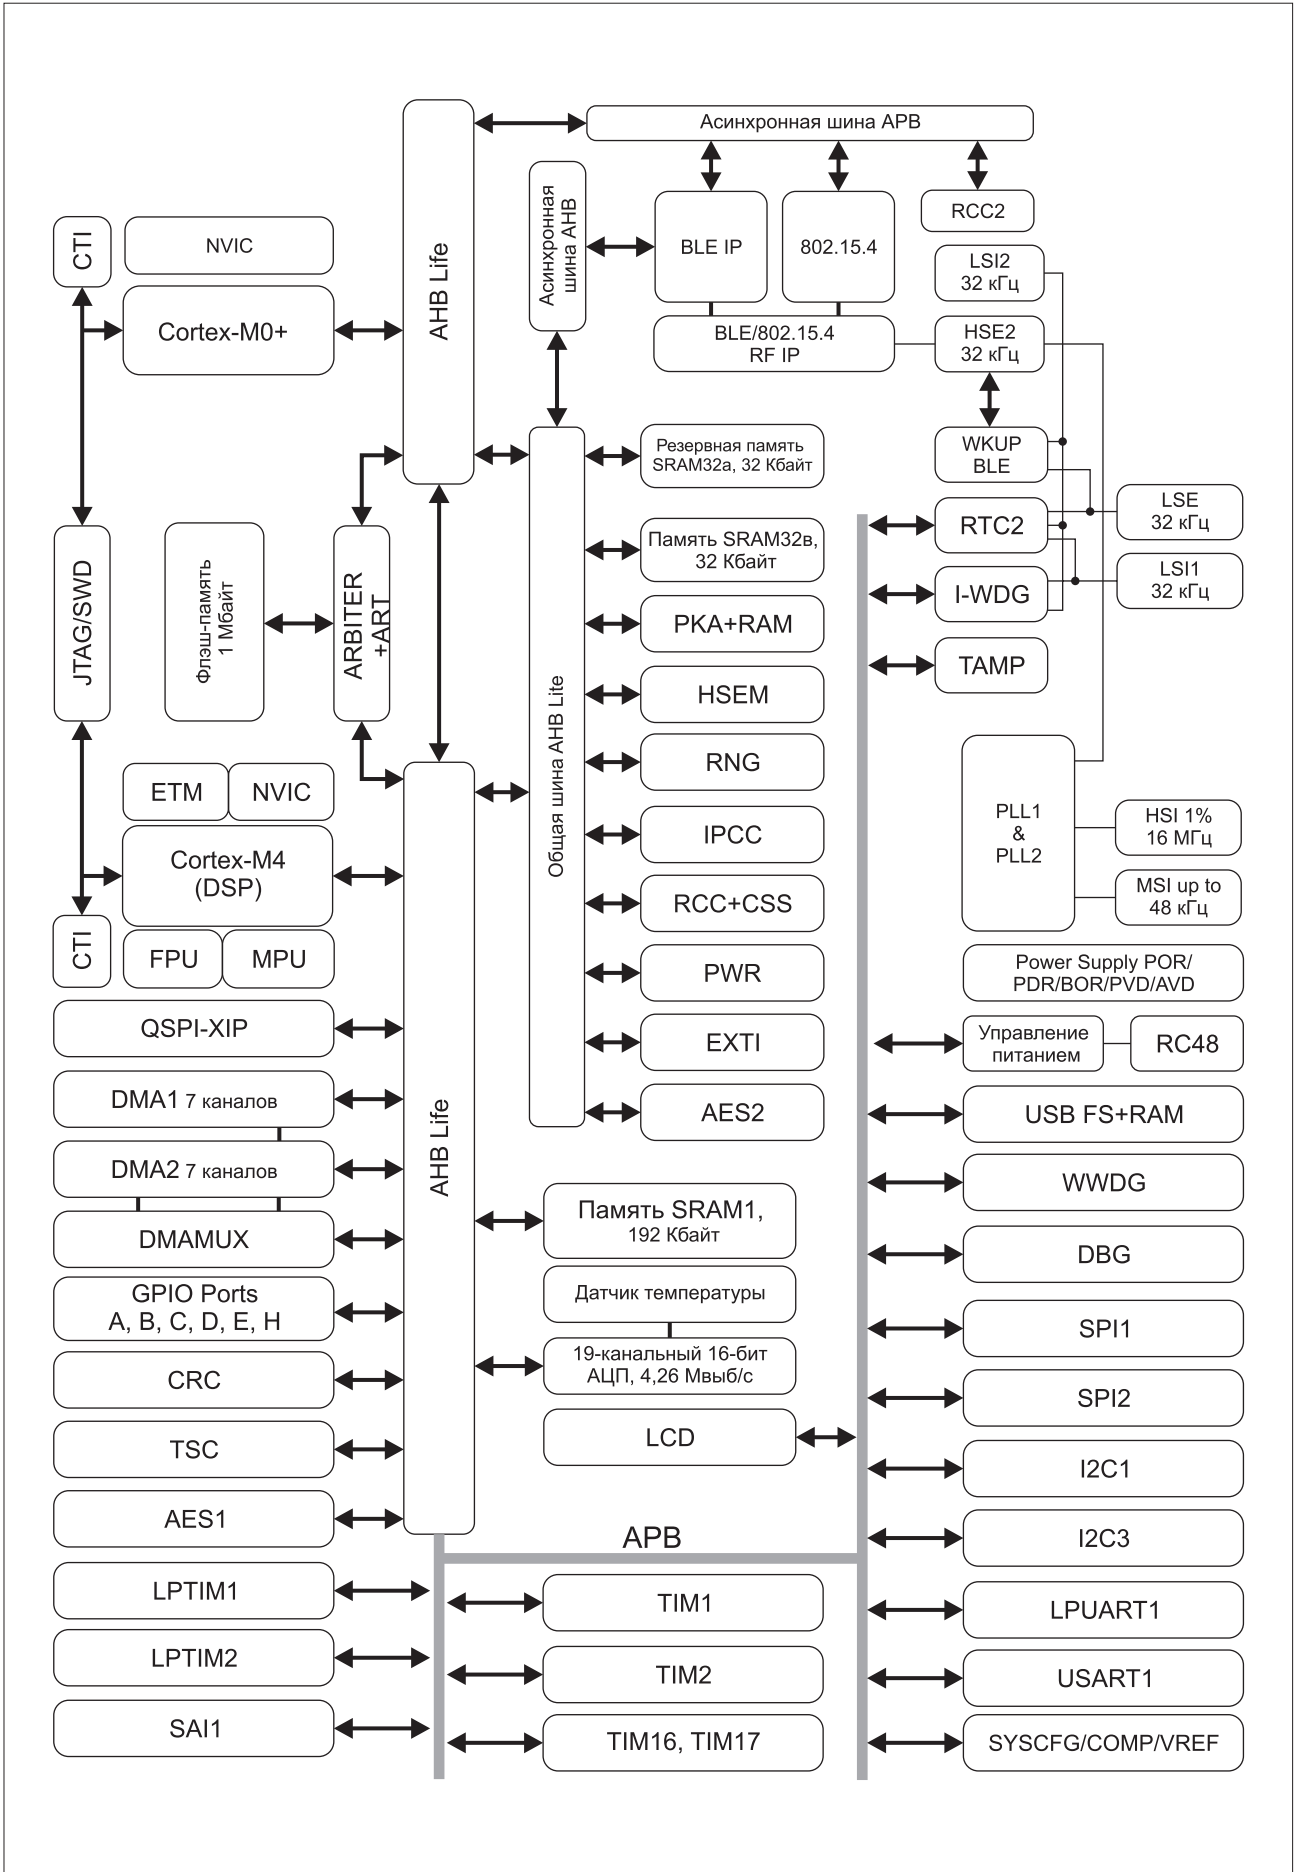 Асинхронная шина APB
Асинхронная
шина AHB
BLE IP
802.15.4
RCC2
CTI
NVIC
AHB Life
LSI2
32 кГц
Cortex-M0+
BLE/802.15.4
RF IP
HSE2
32 кГц
Резервная память
SRAM32a, 32 Кбайт
WKUP
BLE
LSE
32 кГц
RTC2
Память SRAM32в,
32 Кбайт
LSI1
32 кГц
I-WDG
JTAG/SWD
Флэш-память
1 Мбайт
ARBITER
+ART
PKA+RAM
TAMP
HSEM
Общая шина AHB Lite
RNG
ETM
NVIC
PLL1
&
PLL2
HSI 1%
16 МГц
IPCC
Cortex-M4
(DSP)
MSI up to
48 кГц
RCC+CSS
CTI
FPU
MPU
PWR
Power Supply POR/
PDR/BOR/PVD/AVD
QSPI-XIP
EXTI
Управление
питанием
RC48
DMA1 7 каналов
AES2
USB FS+RAM
AHB Life
DMA2 7 каналов
WWDG
Память SRAM1,
192 Кбайт
DMAMUX
DBG
GPIO Ports
A, B, C, D, E, H
Датчик температуры
SPI1
CRC
19-канальный 16-бит
АЦП, 4,26 Мвыб/с
SPI2
TSC
LCD
I2C1
AES1
APB
I2C3
LPTIM1
TIM1
LPUART1
LPTIM2
TIM2
USART1
SAI1
TIM16, TIM17
SYSCFG/COMP/VREF